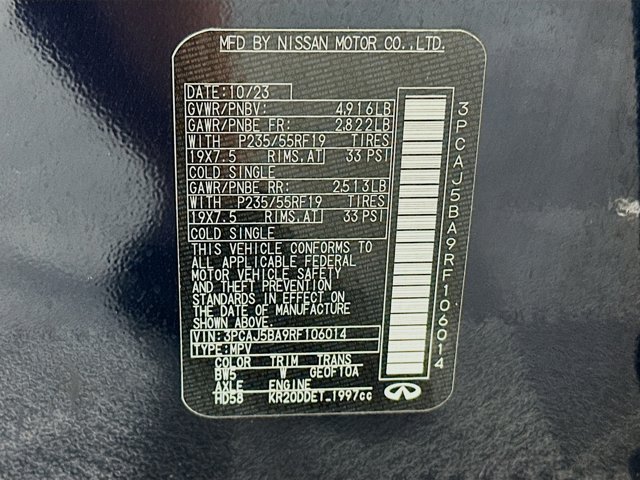 MFD BY NISSAN MOTOR CO.,LTD.
DATE:10/23
GVWR/PNBV: 4,916LB
GAWR/PNBE FR: 2,822LB
WITH P235/55RF19 TIRES
19X7.5 RIMS,AT 33 PSI
COLD SINGLE
GAWR/PNBE RR: 2,513LB
WITH P235/55RF19 TIRES
19X7.5 RIMS,AT 33 PSI
COLD SINGLE
THIS VEHICLE CONFORMS TO
ALL APPLICABLE FEDERAL
MOTOR VEHICLE SAFETY
AND THEFT PREVENTION
STANDARDS IN EFFECT ON
THE DATE OF MANUFACTURE
SHOWN ABOVE.
VIN:3PCAJ5BA9RF106014
TYPE:MPV
COLOR TRIM TRANS
BW5 W GE0F10A
AXLE ENGINE
HD58 KR20DDET_1997cc
3PCAJ5BA9RF106014